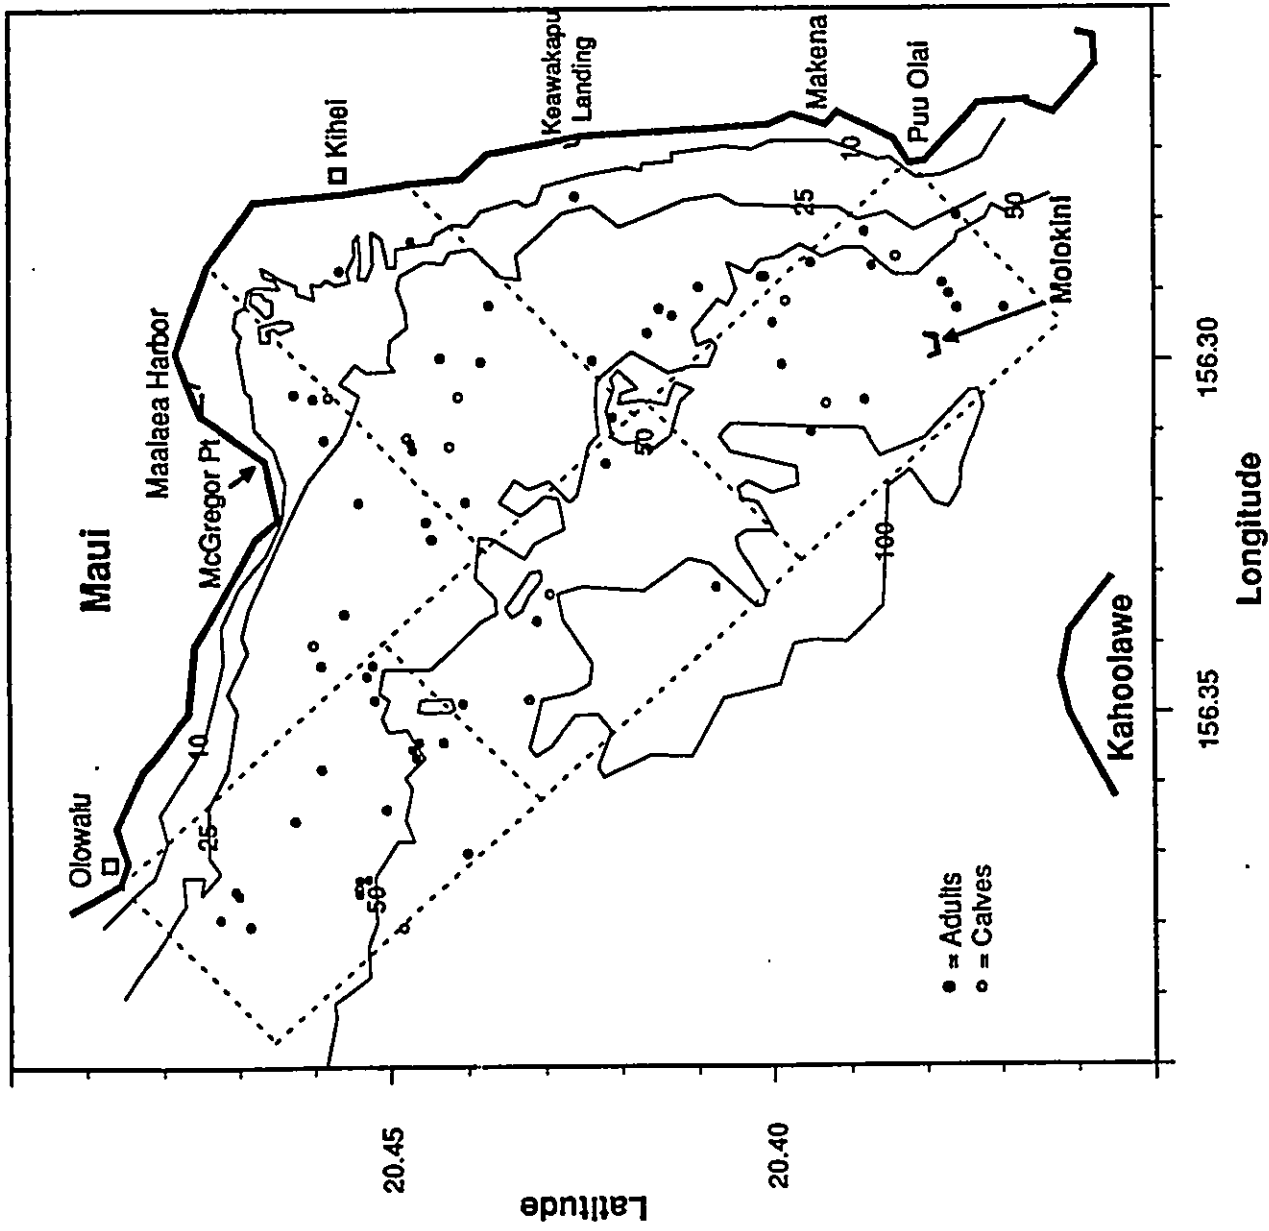 Maui
Olowalu
McGregor Pt
Maalaea Harbor
Kihei
Keawakapu
Landing
Makena
Puu Olai
Molokini
Kahoolawe
10
25
50
50
100
10
25
50
● = Adults
○ = Calves
Latitude
20.45
20.40
Longitude
156.35
156.30